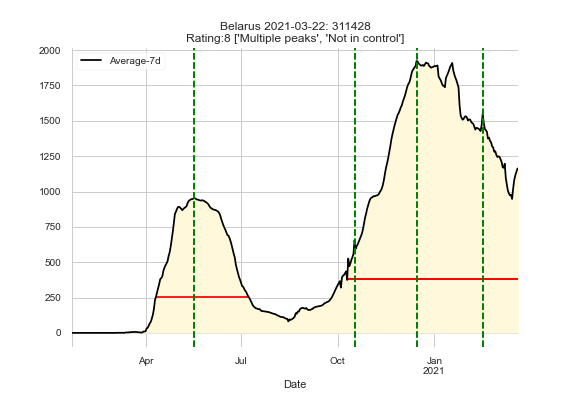 Belarus 2021-03-22: 311428
Rating:8 ['Multiple peaks', 'Not in control']
Average-7d
2000
1750
1500
1250
1000
750
500
250
0
Apr
Jul
Oct
Jan
2021
Date